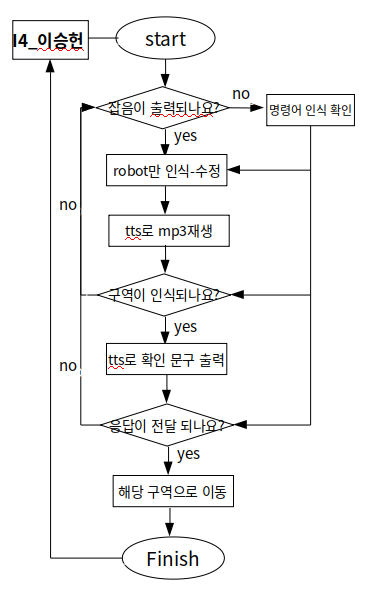 I4_이승헌
start
잡음이 출력되나요?
no
명령어 인식 확인
yes
robot만 인식-수정
no
tts로 mp3재생
구역이 인식되나요?
yes
tts로 확인 문구 출력
no
응답이 전달 되나요?
yes
해당 구역으로 이동
Finish